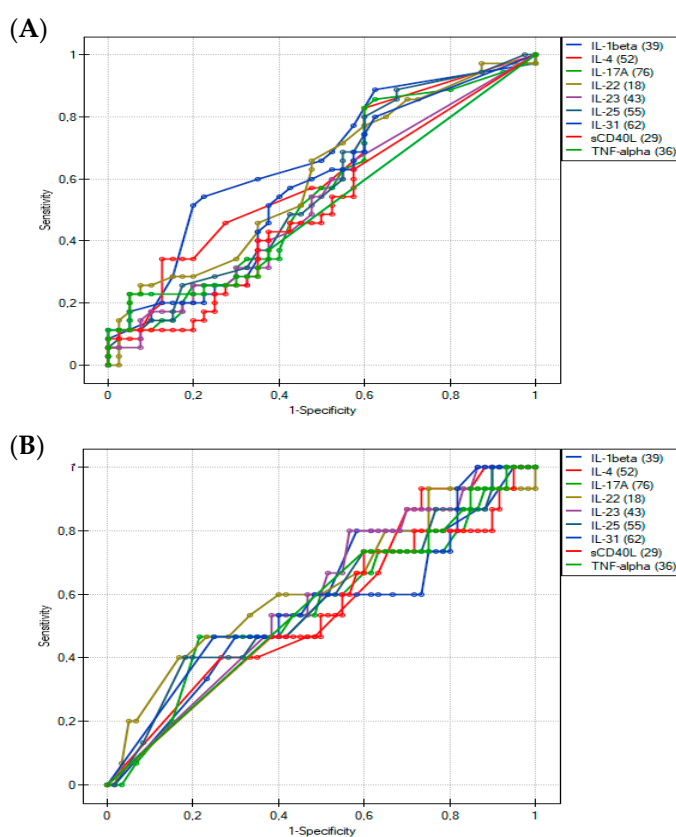 (A)
IL-1beta (39)
IL-4 (52)
IL-17A (76)
IL-22 (18)
IL-23 (43)
IL-25 (55)
IL-31 (62)
sCD40L (29)
TNF-alpha (36)
Sensitivity
1
0,8
0,6
0,4
0,2
0
0 0,2 0,4 0,6 0,8 1
1-Specificity
(B)
IL-1beta (39)
IL-4 (52)
IL-17A (76)
IL-22 (18)
IL-23 (43)
IL-25 (55)
IL-31 (62)
sCD40L (29)
TNF-alpha (36)
Sensitivity
1
0,8
0,6
0,4
0,2
0
0 0,2 0,4 0,6 0,8 1
1-Specificity